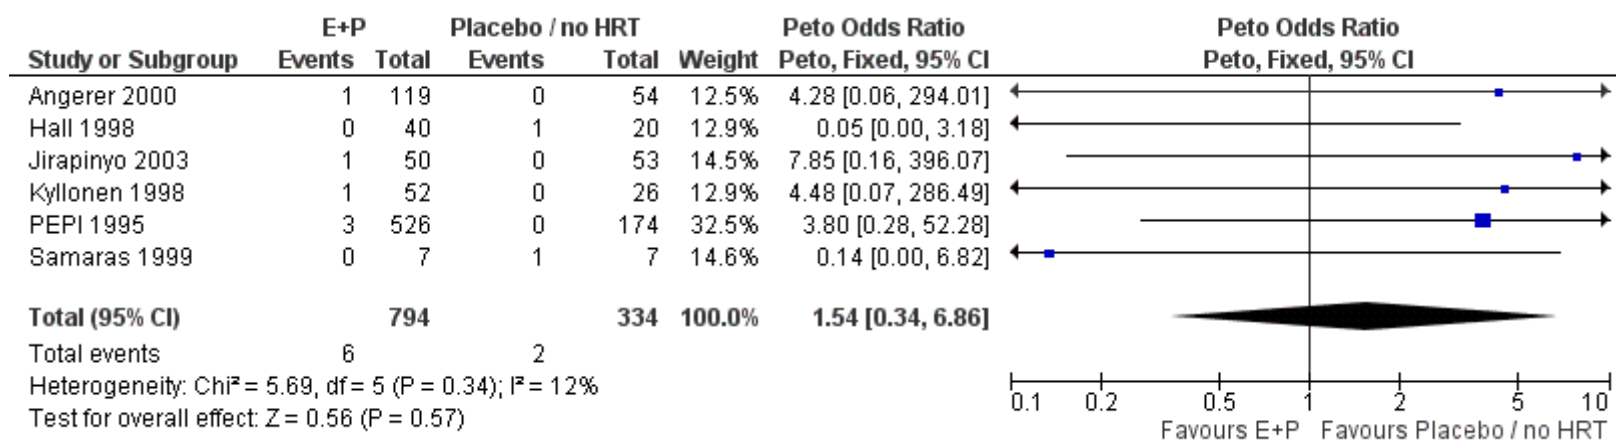 E+P Placebo / no HRT Peto Odds Ratio Peto Odds Ratio
Study or Subgroup Events Total Events Total Weight Peto, Fixed, 95% CI Peto, Fixed, 95% CI
Angerer 2000 1 119 0 54 12.5% 4.28 [0.06, 294.01]
Hall 1998 0 40 1 20 12.9% 0.05 [0.00, 3.18]
Jirapinyo 2003 1 50 0 53 14.5% 7.85 [0.16, 396.07]
Kyllonen 1998 1 52 0 26 12.9% 4.48 [0.07, 286.49]
PEPI 1995 3 526 0 174 32.5% 3.80 [0.28, 52.28]
Samaras 1999 0 7 1 7 14.6% 0.14 [0.00, 6.82]
Total (95% CI) 794 334 100.0% 1.54 [0.34, 6.86]
Total events 6 2
Heterogeneity: Chi² = 5.69, df = 5 (P = 0.34); I² = 12%
Test for overall effect: Z = 0.56 (P = 0.57)
0.1 0.2 0.5 1 2 5 10
Favours E+P Favours Placebo / no HRT